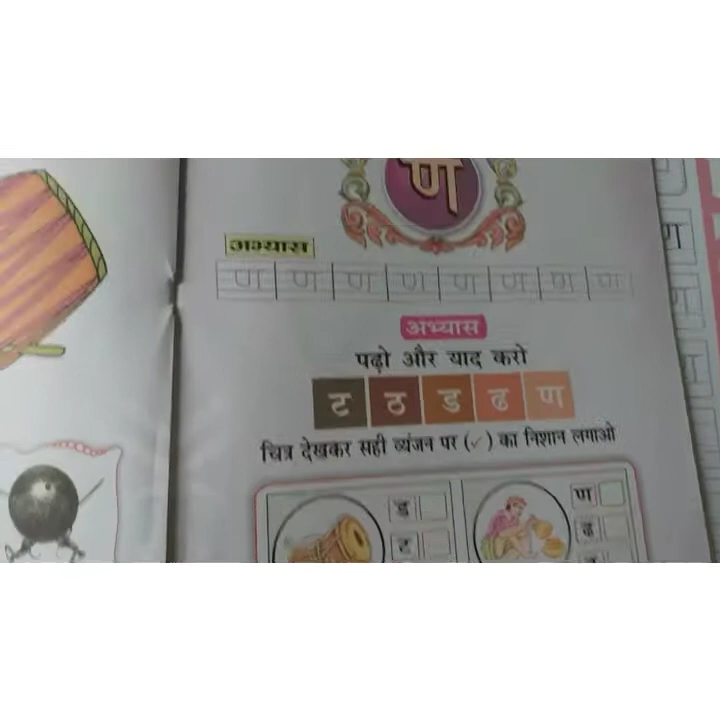 ण
अभ्यास
ण ण ण ण ण ण ण ण
अभ्यास
पढ़ो और याद करो
ट ठ ड ढ ण
चित्र देखकर सही व्यंजन पर (✓) का निशान लगाओ
ड
ट
ण
ढ